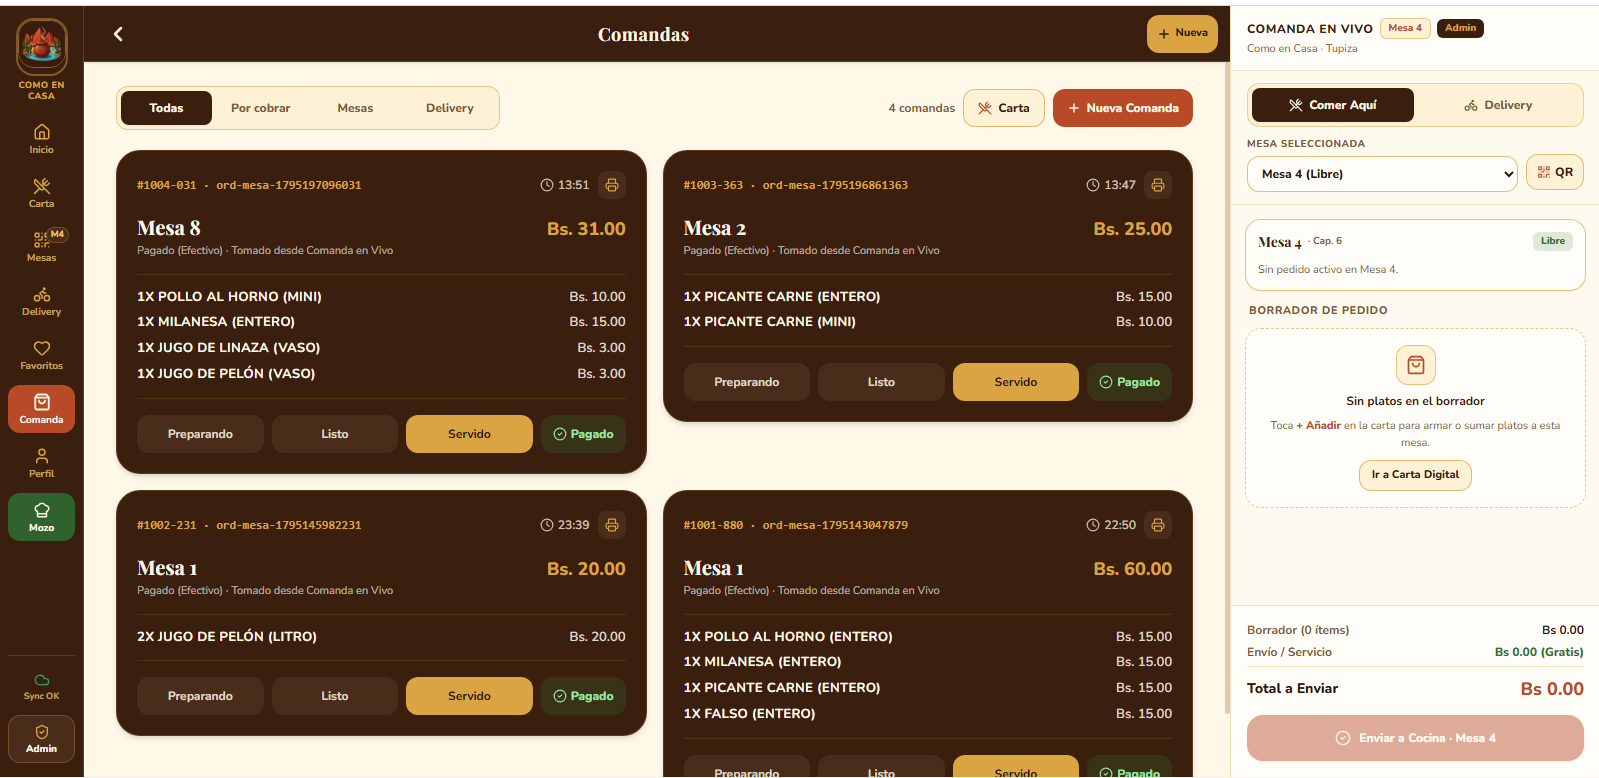 COMO EN
CASA
Inicio
Carta
M4
Mesas
Delivery
Favoritos
Comanda
Perfil
Mozo
Sync OK
Admin
Comandas
+ Nueva
Todas
Por cobrar
Mesas
Delivery
4 comandas
Carta
+ Nueva Comanda
#1004-031 · ord-mesa-1795197096031
13:51
Mesa 8
Bs. 31.00
Pagado (Efectivo) · Tomado desde Comanda en Vivo
1X POLLO AL HORNO (MINI) Bs. 10.00
1X MILANESA (ENTERO) Bs. 15.00
1X JUGO DE LINAZA (VASO) Bs. 3.00
1X JUGO DE PELÓN (VASO) Bs. 3.00
Preparando
Listo
Servido
Pagado
#1003-363 · ord-mesa-1795196861363
13:47
Mesa 2
Bs. 25.00
Pagado (Efectivo) · Tomado desde Comanda en Vivo
1X PICANTE CARNE (ENTERO) Bs. 15.00
1X PICANTE CARNE (MINI) Bs. 10.00
Preparando
Listo
Servido
Pagado
#1002-231 · ord-mesa-1795145982231
23:39
Mesa 1
Bs. 20.00
Pagado (Efectivo) · Tomado desde Comanda en Vivo
2X JUGO DE PELÓN (LITRO) Bs. 20.00
Preparando
Listo
Servido
Pagado
#1001-880 · ord-mesa-1795143047879
22:50
Mesa 1
Bs. 60.00
Pagado (Efectivo) · Tomado desde Comanda en Vivo
1X POLLO AL HORNO (ENTERO) Bs. 15.00
1X MILANESA (ENTERO) Bs. 15.00
1X PICANTE CARNE (ENTERO) Bs. 15.00
1X FALSO (ENTERO) Bs. 15.00
Preparando
Listo
Servido
Pagado
COMANDA EN VIVO
Mesa 4
Admin
Como en Casa · Tupiza
Comer Aquí
Delivery
MESA SELECCIONADA
Mesa 4 (Libre)
QR
Mesa 4 · Cap. 6
Libre
Sin pedido activo en Mesa 4.
BORRADOR DE PEDIDO
Sin platos en el borrador
Toca + Añadir en la carta para armar o sumar platos a esta
mesa.
Ir a Carta Digital
Borrador (0 ítems) Bs 0.00
Envío / Servicio Bs 0.00 (Gratis)
Total a Enviar Bs 0.00
Enviar a Cocina · Mesa 4